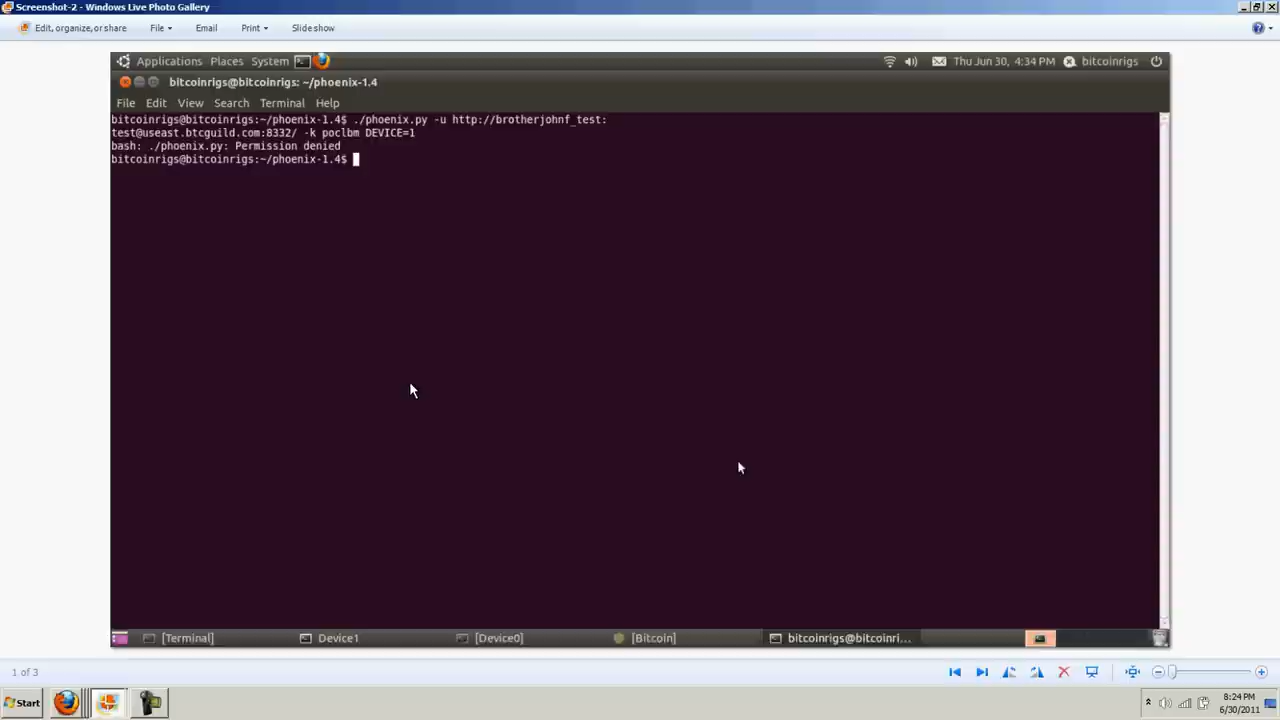 Screenshot-2 - Windows Live Photo Gallery
Edit, organize, or share File Email Print Slide show
Applications Places System Thu Jun 30, 4:34 PM bitcoinrigs
bitcoinrigs@bitcoinrigs: ~/phoenix-1.4
File Edit View Search Terminal Help
bitcoinrigs@bitcoinrigs:~/phoenix-1.4$ ./phoenix.py -u http://brotherjohnf_test:
test@useast.btcguild.com:8332/ -k poclbm DEVICE=1
bash: ./phoenix.py: Permission denied
bitcoinrigs@bitcoinrigs:~/phoenix-1.4$
[Terminal] Device1 [Device0] [Bitcoin] bitcoinrigs@bitcoinri...
1 of 3
Start
8:24 PM
6/30/2011